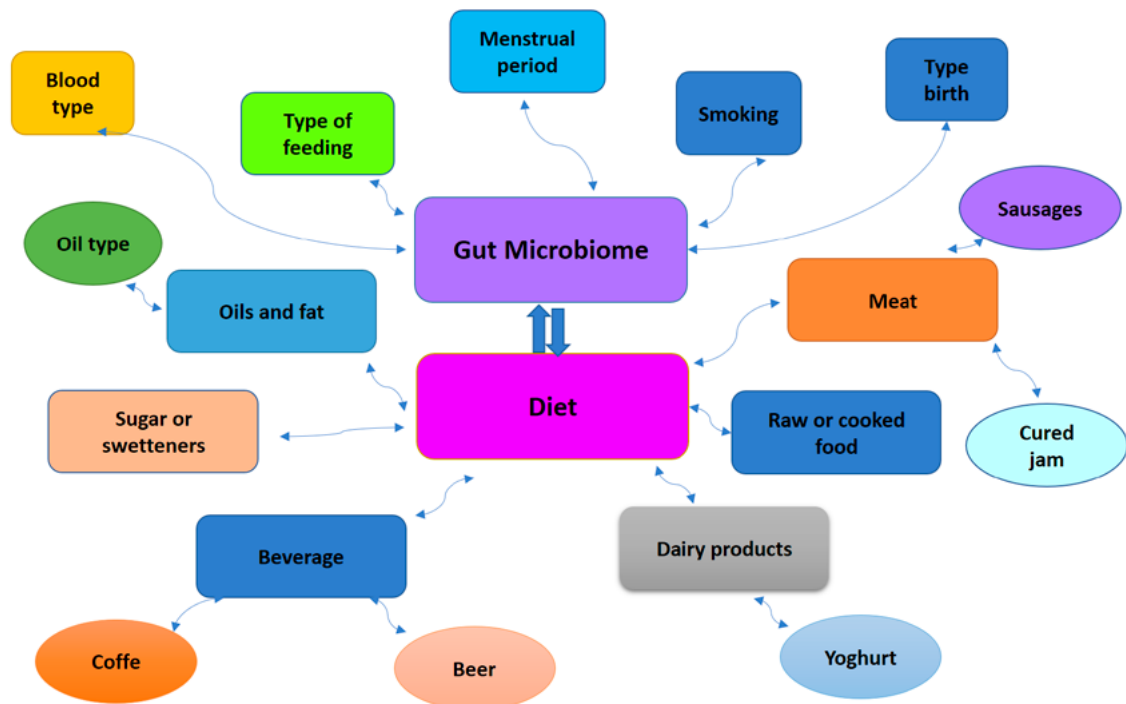 Menstrual
period
Type
birth
Blood
type
Smoking
Type of
feeding
Sausages
Oil type
Gut Microbiome
Oils and fat
Meat
Diet
Sugar or
swetteners
Raw or cooked
food
Cured
jam
Beverage
Dairy products
Coffe
Beer
Yoghurt